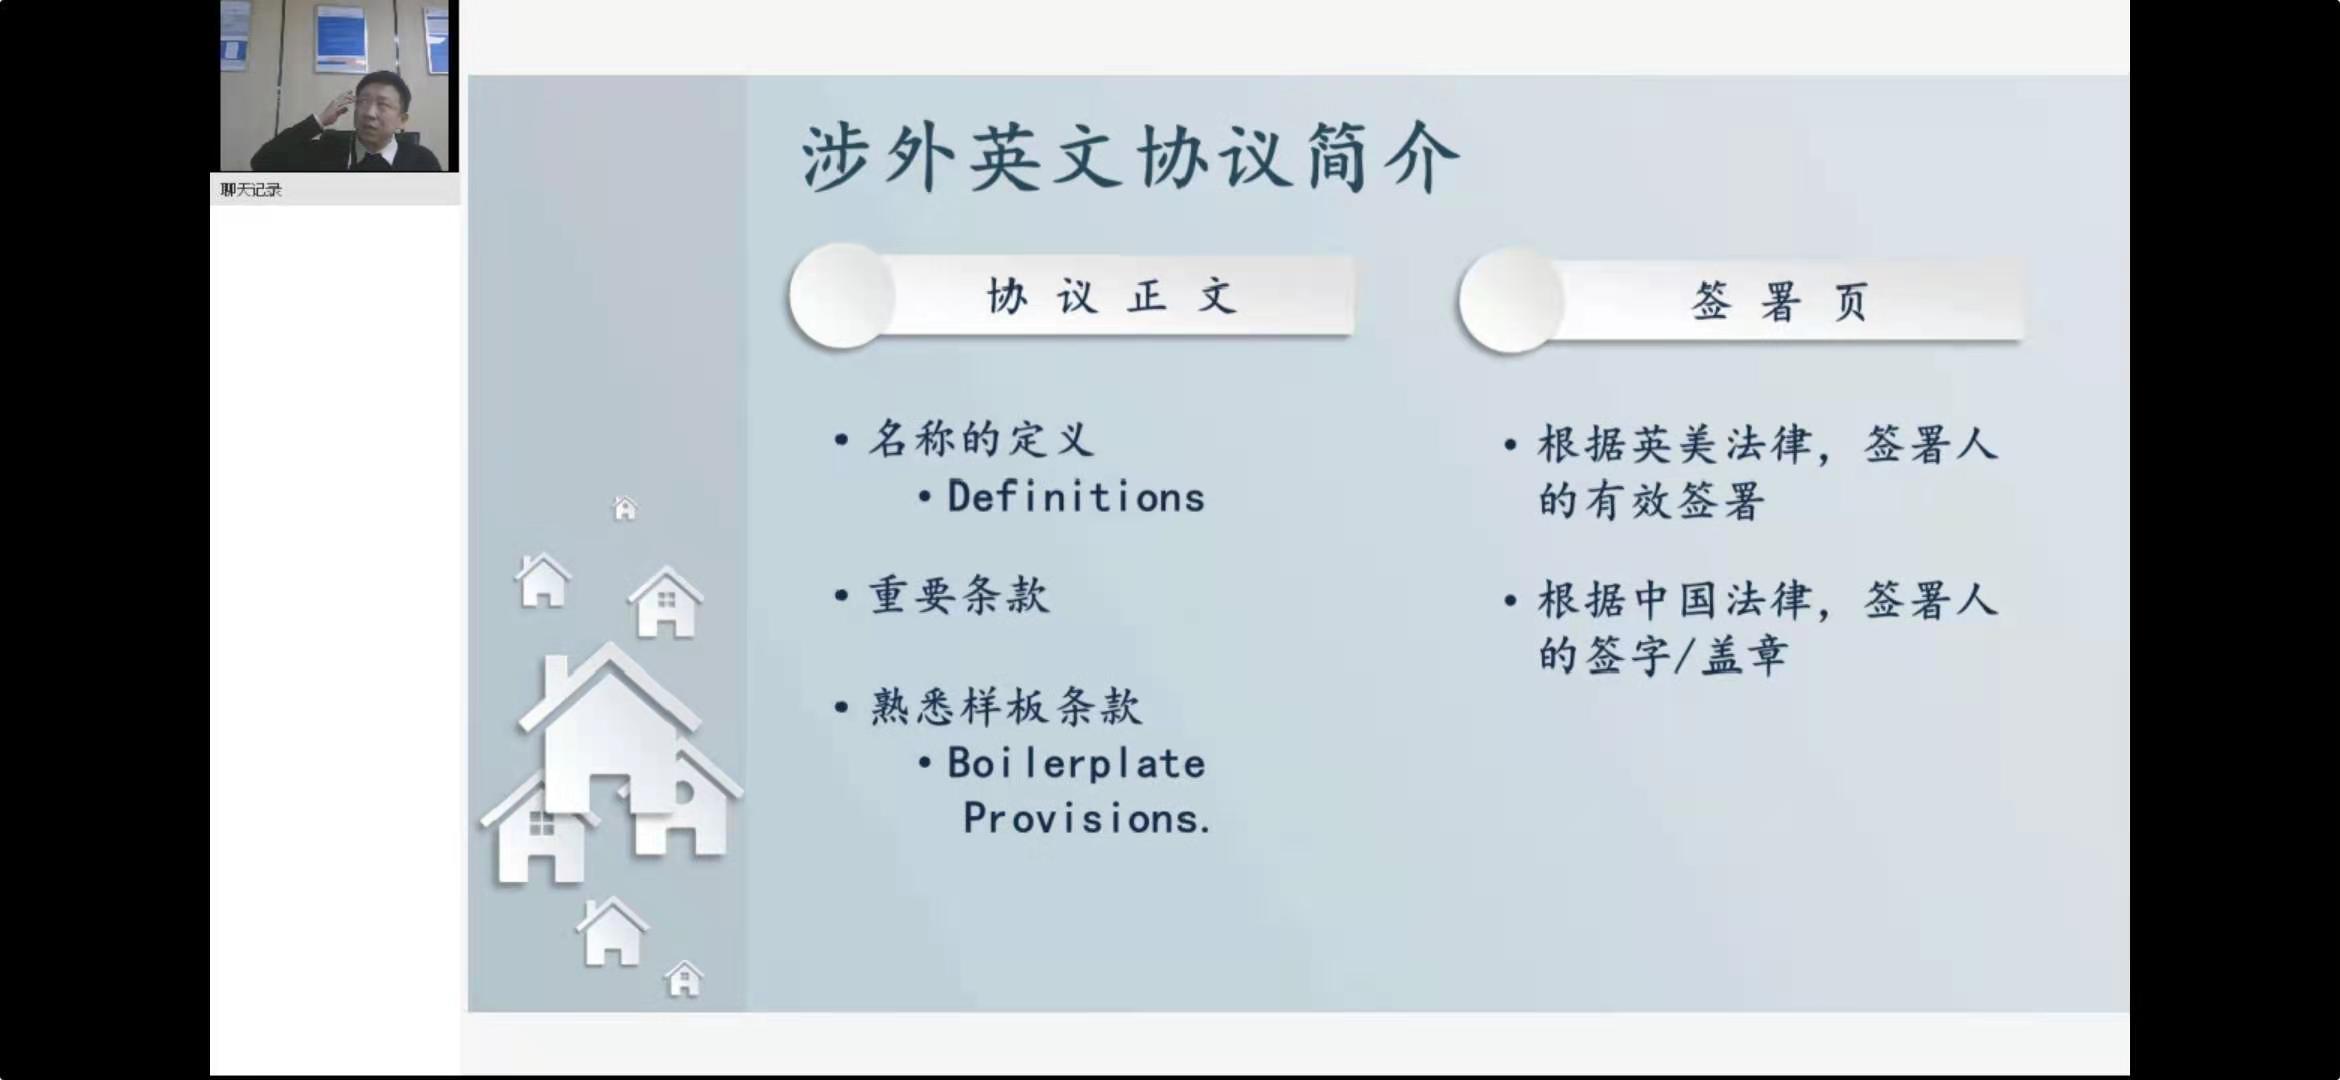 聊天记录
涉外英文协议简介
协议正文
• 名称的定义
• Definitions
• 重要条款
• 熟悉样板条款
• Boilerplate
Provisions.
签署页
• 根据英美法律，签署人
的有效签署
• 根据中国法律，签署人
的签字/盖章